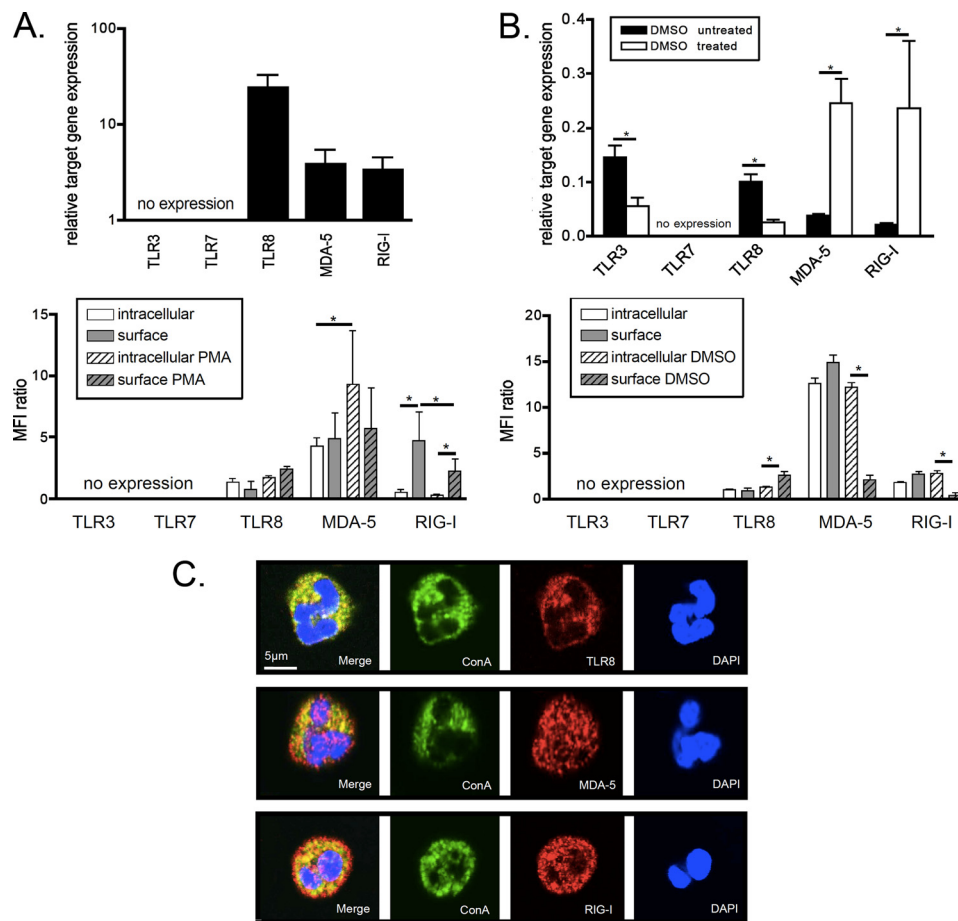 A.
relative target gene expression
100
10
1
no expression
TLR3
TLR7
TLR8
MDA-5
RIG-I
MFI ratio
15
10
5
0
intracellular
surface
intracellular PMA
surface PMA
*
* *
*
no expression
TLR3 TLR7 TLR8 MDA-5 RIG-I
B.
relative target gene expression
0.4
0.3
0.2
0.1
0.0
DMSO untreated
DMSO treated
*
*
*
*
no expression
TLR3
TLR7
TLR8
MDA-5
RIG-I
MFI ratio
20
15
10
5
0
intracellular
surface
intracellular DMSO
surface DMSO
*
*
*
no expression
TLR3 TLR7 TLR8 MDA-5 RIG-I
C.
5µm
Merge ConA TLR8 DAPI
Merge ConA MDA-5 DAPI
Merge ConA RIG-I DAPI